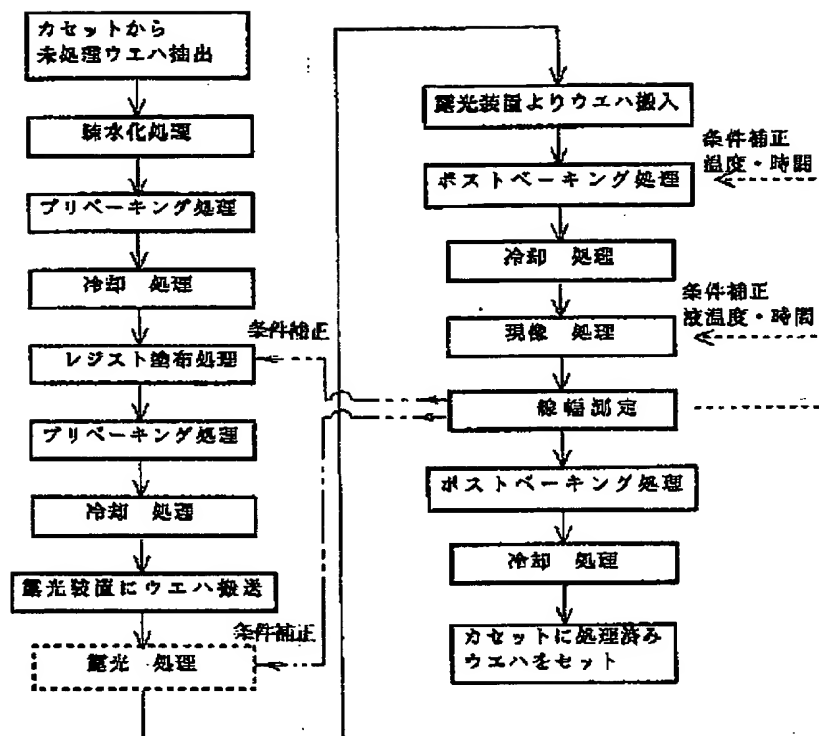 カセットから
未処理ウエハ抽出
疎水化処理
プリベーキング処理
冷却 処理
レジスト塗布処理
プリベーキング処理
冷却 処理
露光装置にウエハ搬送
露光 処理
条件補正
条件補正
露光装置よりウエハ搬入
ポストベーキング処理
条件補正
温度・時間
冷却 処理
現像 処理
条件補正
液温度・時間
線幅測定
ポストベーキング処理
冷却 処理
カセットに処理済み
ウエハをセット